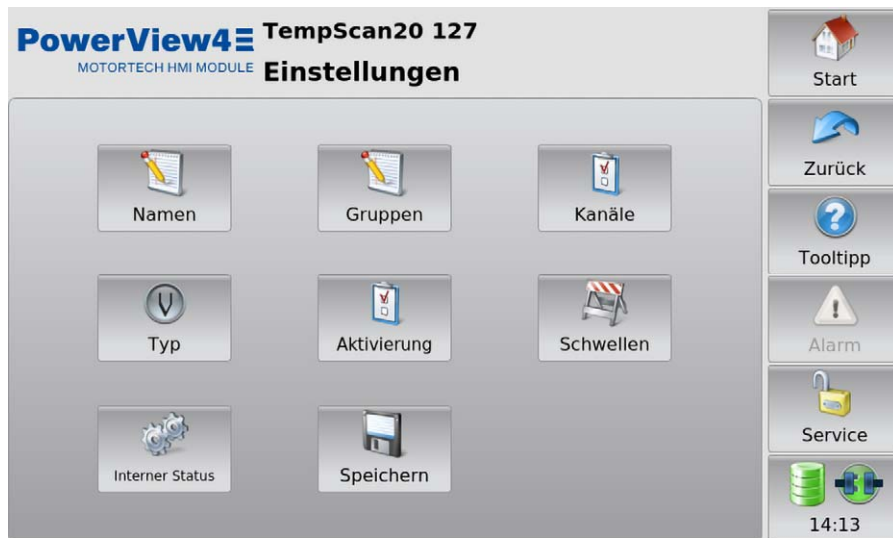 PowerView4E
MOTORTECH HMI MODULE
TempScan20 127
Einstellungen
Namen
Gruppen
Kanäle
Typ
Aktivierung
Schwellen
Interner Status
Speichern
Start
Zurück
Tooltipp
Alarm
Service
14:13